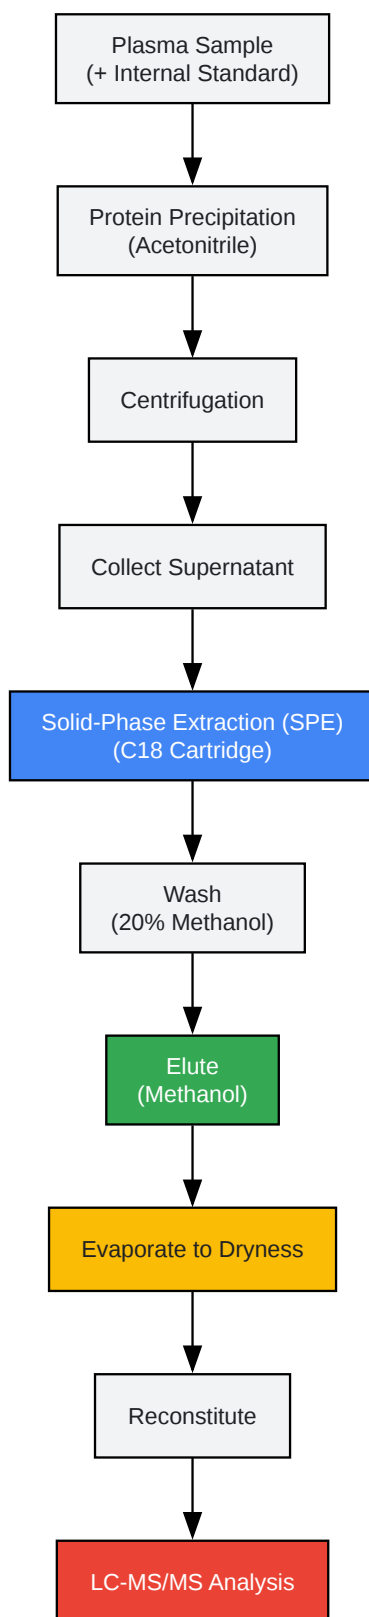 Plasma Sample
(+ Internal Standard)
Protein Precipitation
(Acetonitrile)
Centrifugation
Collect Supernatant
Solid-Phase Extraction (SPE)
(C18 Cartridge)
Wash
(20% Methanol)
Elute
(Methanol)
Evaporate to Dryness
Reconstitute
LC-MS/MS Analysis